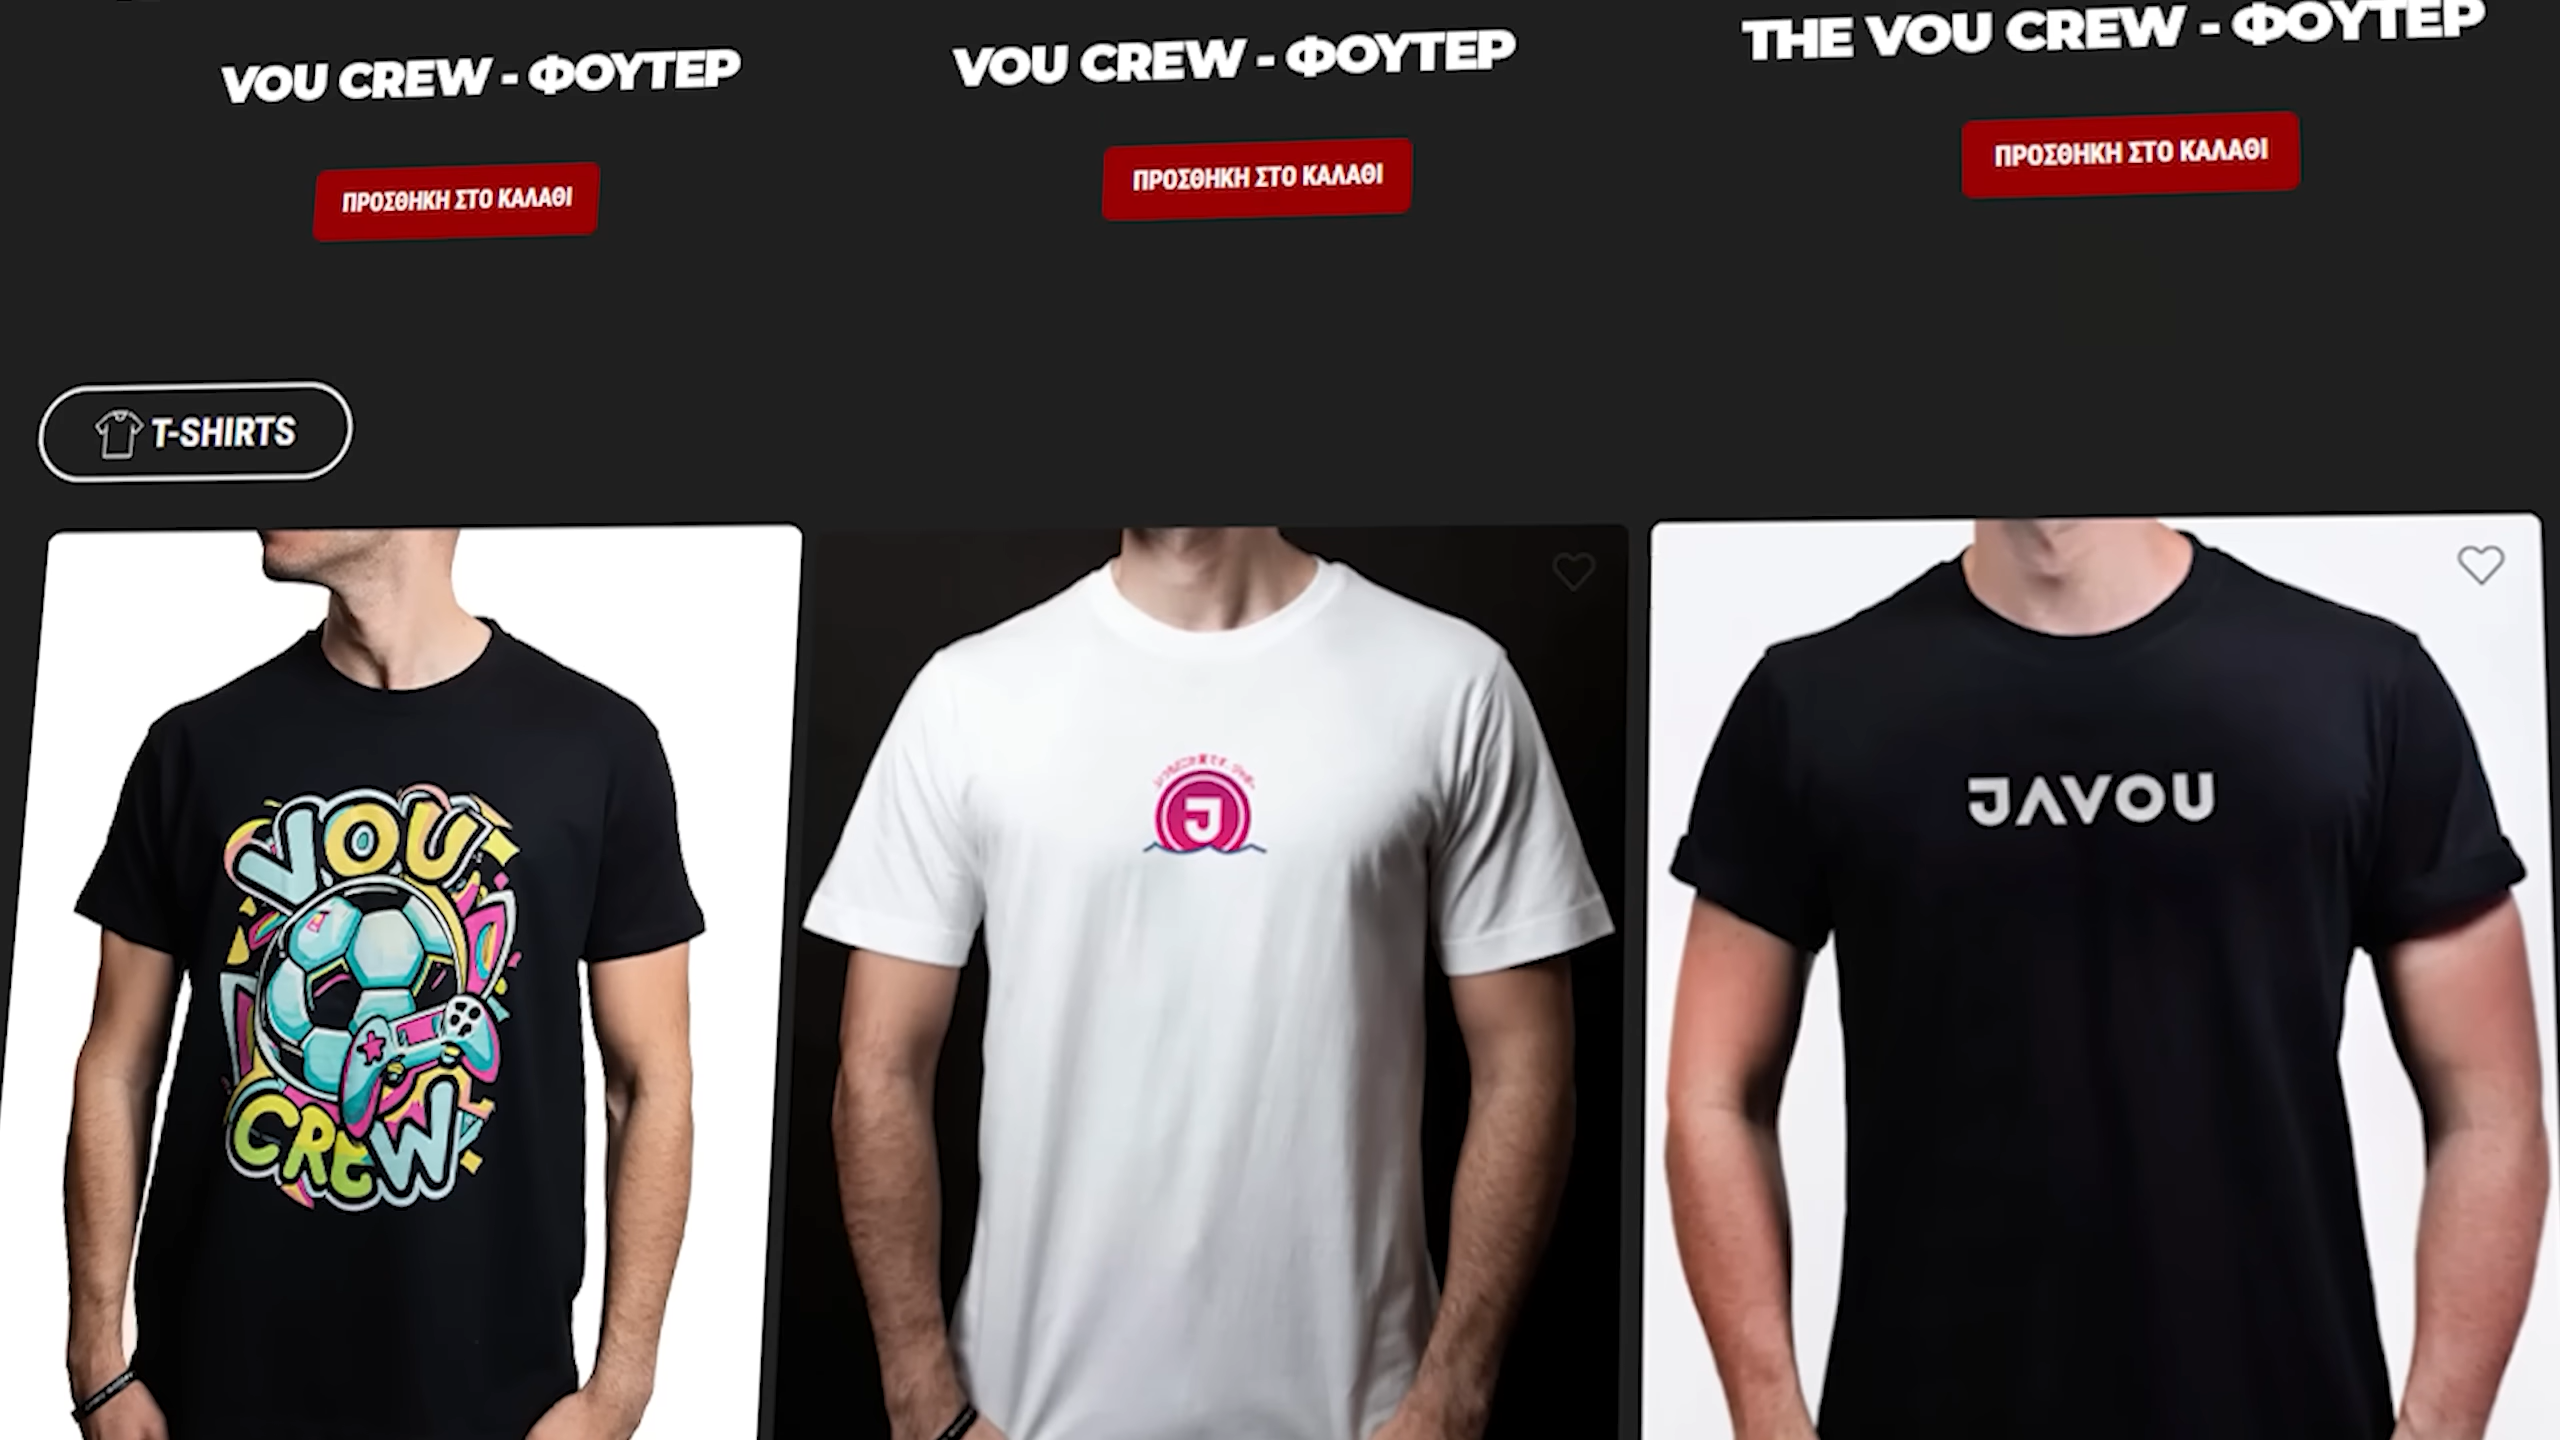 VOU CREW - ΦΟΥΤΕΡ
VOU CREW - ΦΟΥΤΕΡ
THE VOU CREW - ΦΟΥΤΕΡ
ΠΡΟΣΘΗΚΗ ΣΤΟ ΚΑΛΑΘΙ
ΠΡΟΣΘΗΚΗ ΣΤΟ ΚΑΛΑΘΙ
ΠΡΟΣΘΗΚΗ ΣΤΟ ΚΑΛΑΘΙ
T-SHIRTS
VOU
CREW
J
JAVOU